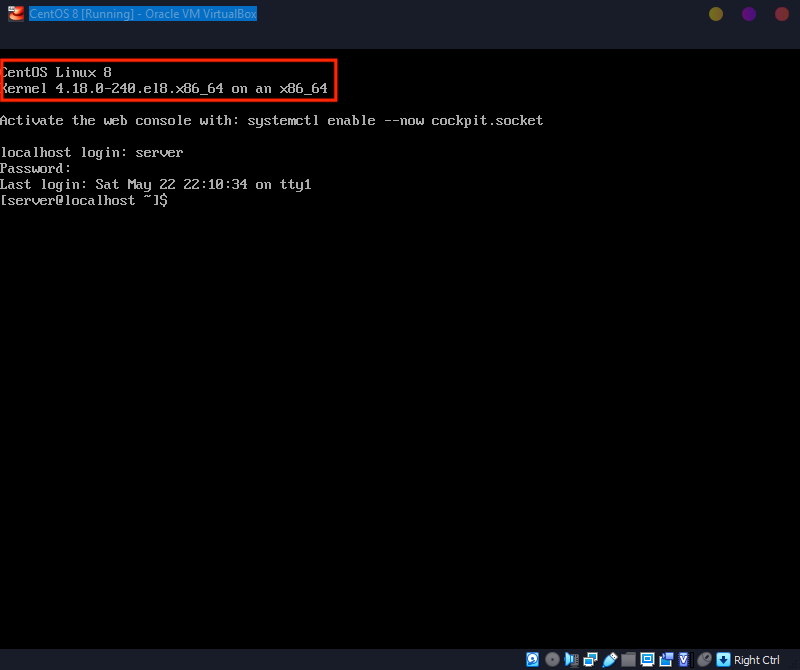 CentOS 8 [Running] - Oracle VM VirtualBox
CentOS Linux 8
Kernel 4.18.0-240.el8.x86_64 on an x86_64
Activate the web console with: systemctl enable --now cockpit.socket
localhost login: server
Password:
Last login: Sat May 22 22:10:34 on tty1
[server@localhost ~]$
Right Ctrl